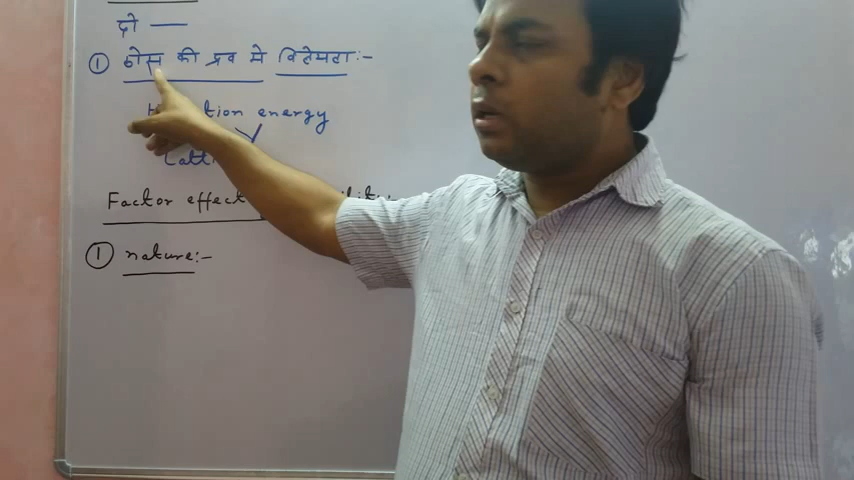 दो —
① ठोस की द्रव मे विलेयता:-
energy
Factor effect
① nature:-